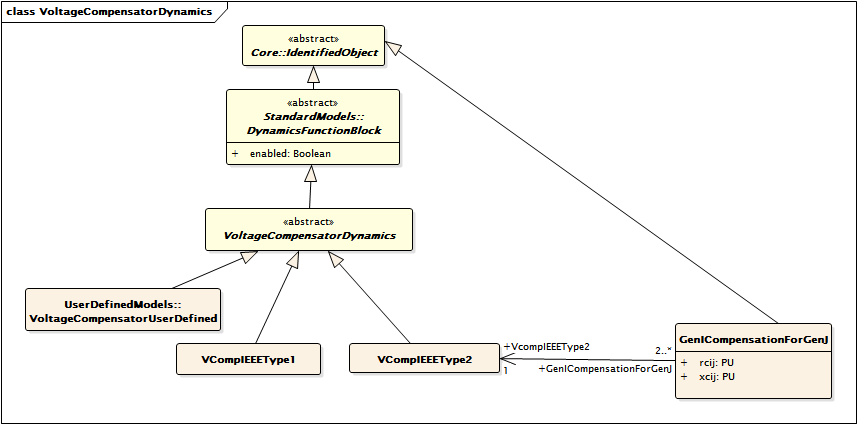 class VoltageCompensatorDynamics
«abstract»
Core::IdentifiedObject
«abstract»
StandardModels::
DynamicsFunctionBlock
+ enabled: Boolean
«abstract»
VoltageCompensatorDynamics
UserDefinedModels::
VoltageCompensatorUserDefined
VCompIEEEType1
VCompIEEEType2
+VcompIEEEType2
1
2..*
+GenICompensationForGenJ
GenICompensationForGenJ
+ rcij: PU
+ xcij: PU